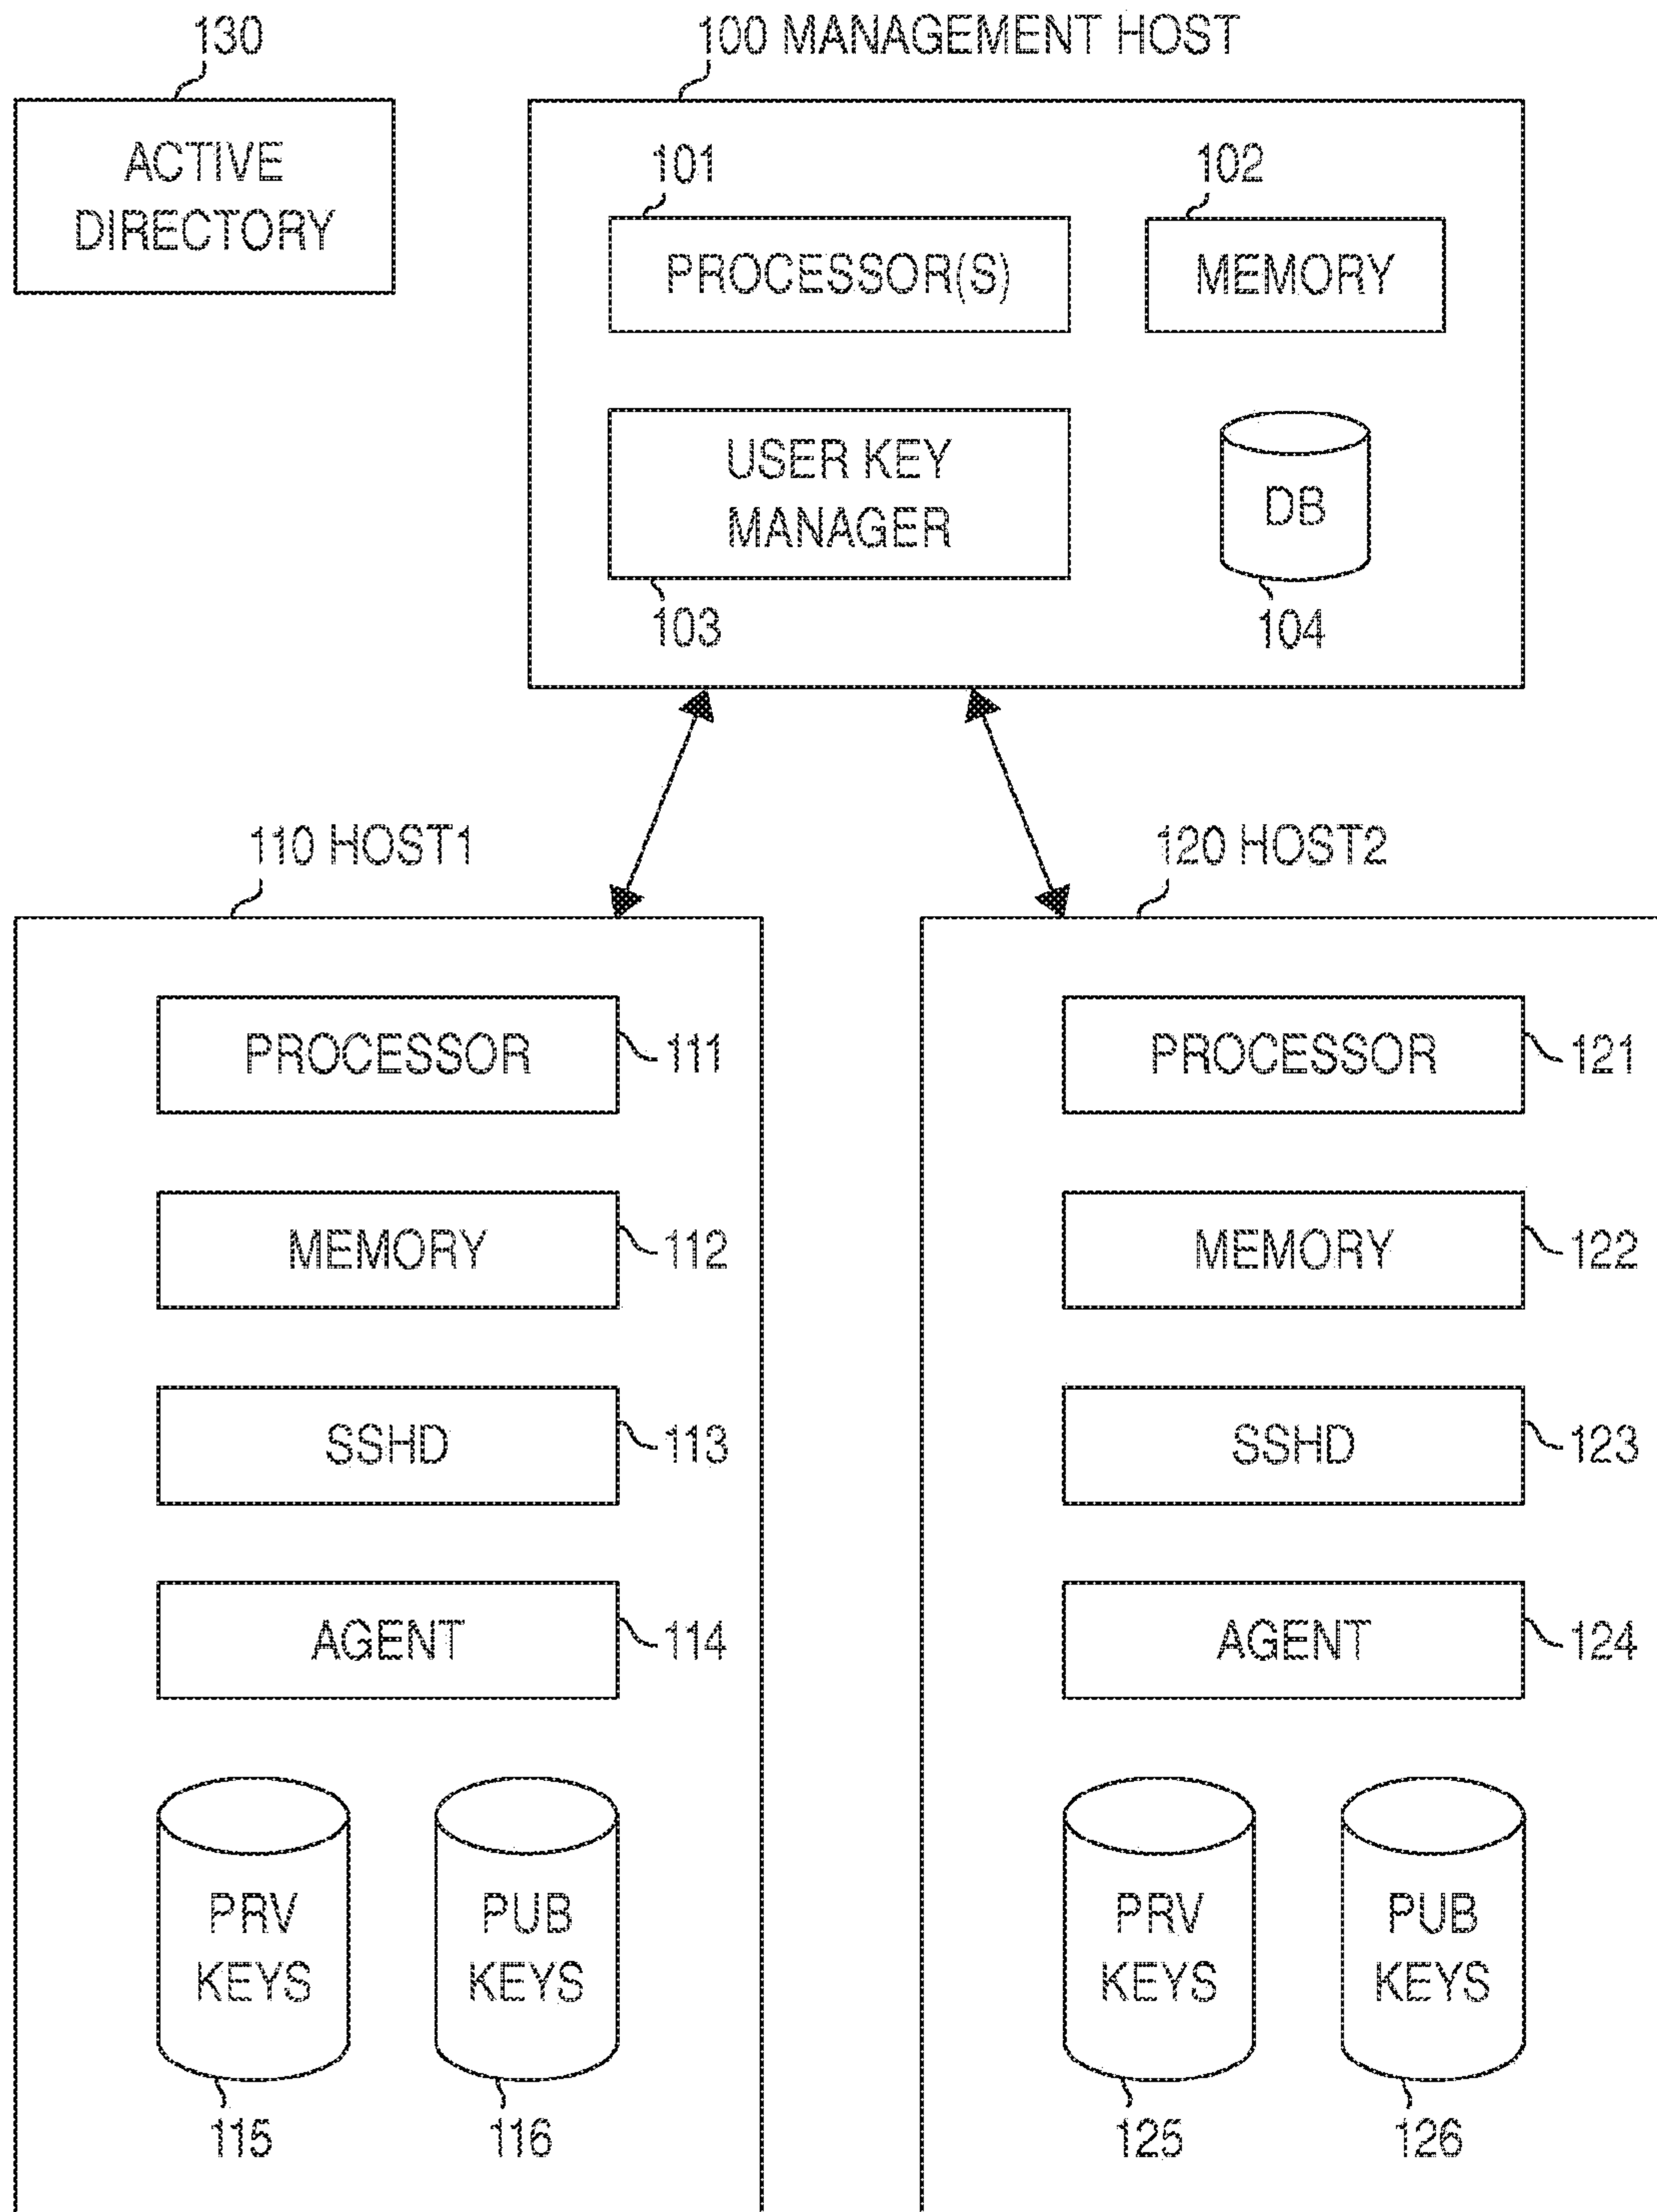 130
100 MANAGEMENT HOST
ACTIVE
DIRECTORY
101
102
PROCESSOR(S)
MEMORY
USER KEY
MANAGER
DB
103
104
110 HOST1
120 HOST2
PROCESSOR
111
PROCESSOR
121
MEMORY
112
MEMORY
122
SSHD
113
SSHD
123
AGENT
114
AGENT
124
PRV
KEYS
PUB
KEYS
PRV
KEYS
PUB
KEYS
115
116
125
126